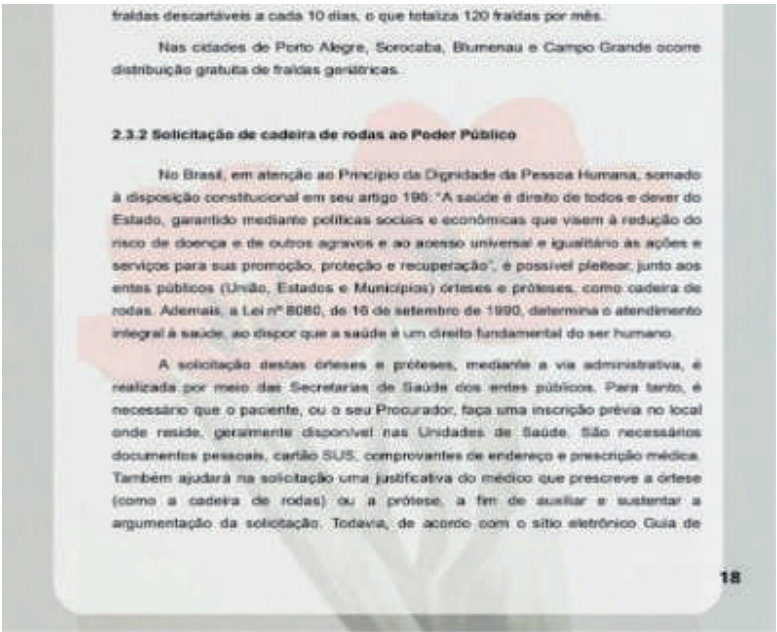 fraldas descartáveis a cada 10 dias, o que totaliza 120 fraldas por mês.
Nas cidades de Porto Alegre, Sorocaba, Blumenau e Campo Grande ocorre
distribuição gratuita de fraldas geriátricas.
2.3.2 Solicitação de cadeira de rodas ao Poder Público
No Brasil, em atenção ao Princípio da Dignidade da Pessoa Humana, somado
à disposição constitucional em seu artigo 196: "A saúde é direito de todos e dever do
Estado, garantido mediante políticas sociais e econômicas que visem à redução do
risco de doença e de outros agravos e ao acesso universal e igualitário às ações e
serviços para sua promoção, proteção e recuperação", é possível pleitear, junto aos
entes públicos (União, Estados e Municípios) órteses e próteses, como cadeira de
rodas. Ademais, a Lei nº 8080, de 16 de setembro de 1990, determina o atendimento
integral à saúde, ao dispor que a saúde é um direito fundamental do ser humano.
A solicitação destas órteses e próteses, mediante a via administrativa, é
realizada por meio das Secretarias de Saúde dos entes públicos. Para tanto, é
necessário que o paciente, ou o seu Procurador, faça uma inscrição prévia no local
onde reside, geralmente disponível nas Unidades de Saúde. São necessários
documentos pessoais, cartão SUS, comprovantes de endereço e prescrição médica.
Também ajudará na solicitação uma justificativa do médico que prescreve a órtese
(como a cadeira de rodas) ou a prótese, a fim de auxiliar e sustentar a
argumentação da solicitação. Todavia, de acordo com o sítio eletrônico Guia de
18